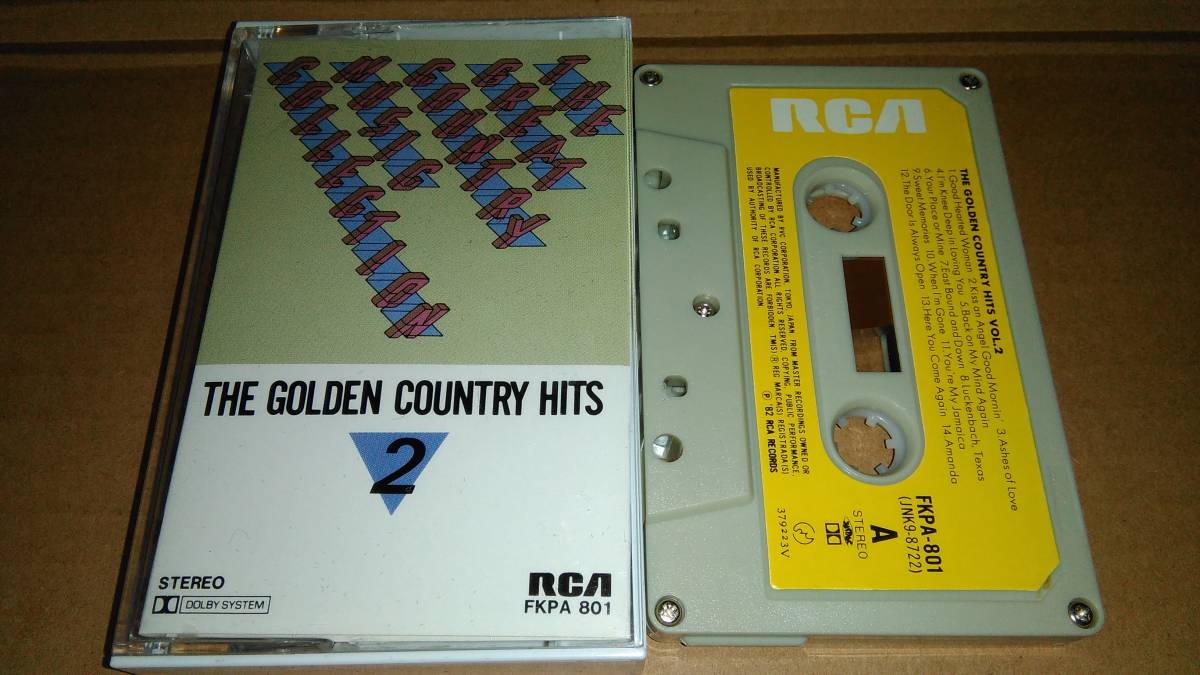 THE
GREAT
COUNTRY
MUSIC
COLLECTION
THE GOLDEN COUNTRY HITS
2
STEREO
DOLBY SYSTEM
RCA
FKPA 801
RCA
THE GOLDEN COUNTRY HITS VOL.2
1.Good Hearted Woman 2.Kiss an Angel Good Mornin' 3.Ashes of Love
4.I'm Knee Deep in Loving You 5.Back on My Mind Again
6.Your Place or Mine 7.East Bound and Down 8.Luckenbach, Texas
9.Sweet Memories 10.When I'm Gone 11.You're My Jamaica
12.The Door Is Always Open 13.Here You Come Again 14.Amanda
MANUFACTURED BY RVC CORPORATION, TOKYO, JAPAN, FROM MASTER RECORDINGS OWNED OR
CONTROLLED BY RCA CORPORATION ALL RIGHTS RESERVED, COPYING, PUBLIC PERFORMANCE,
BROADCASTING OF THESE RECORDS ARE FORBIDDEN TM(S) ® REG MARCA(S) REGISTRADA(S)
USED BY AUTHORITY OF RCA CORPORATION
Ⓟ '82 RCA RECORDS
FKPA-801
(JNK9-8722)
A
STEREO
379223V